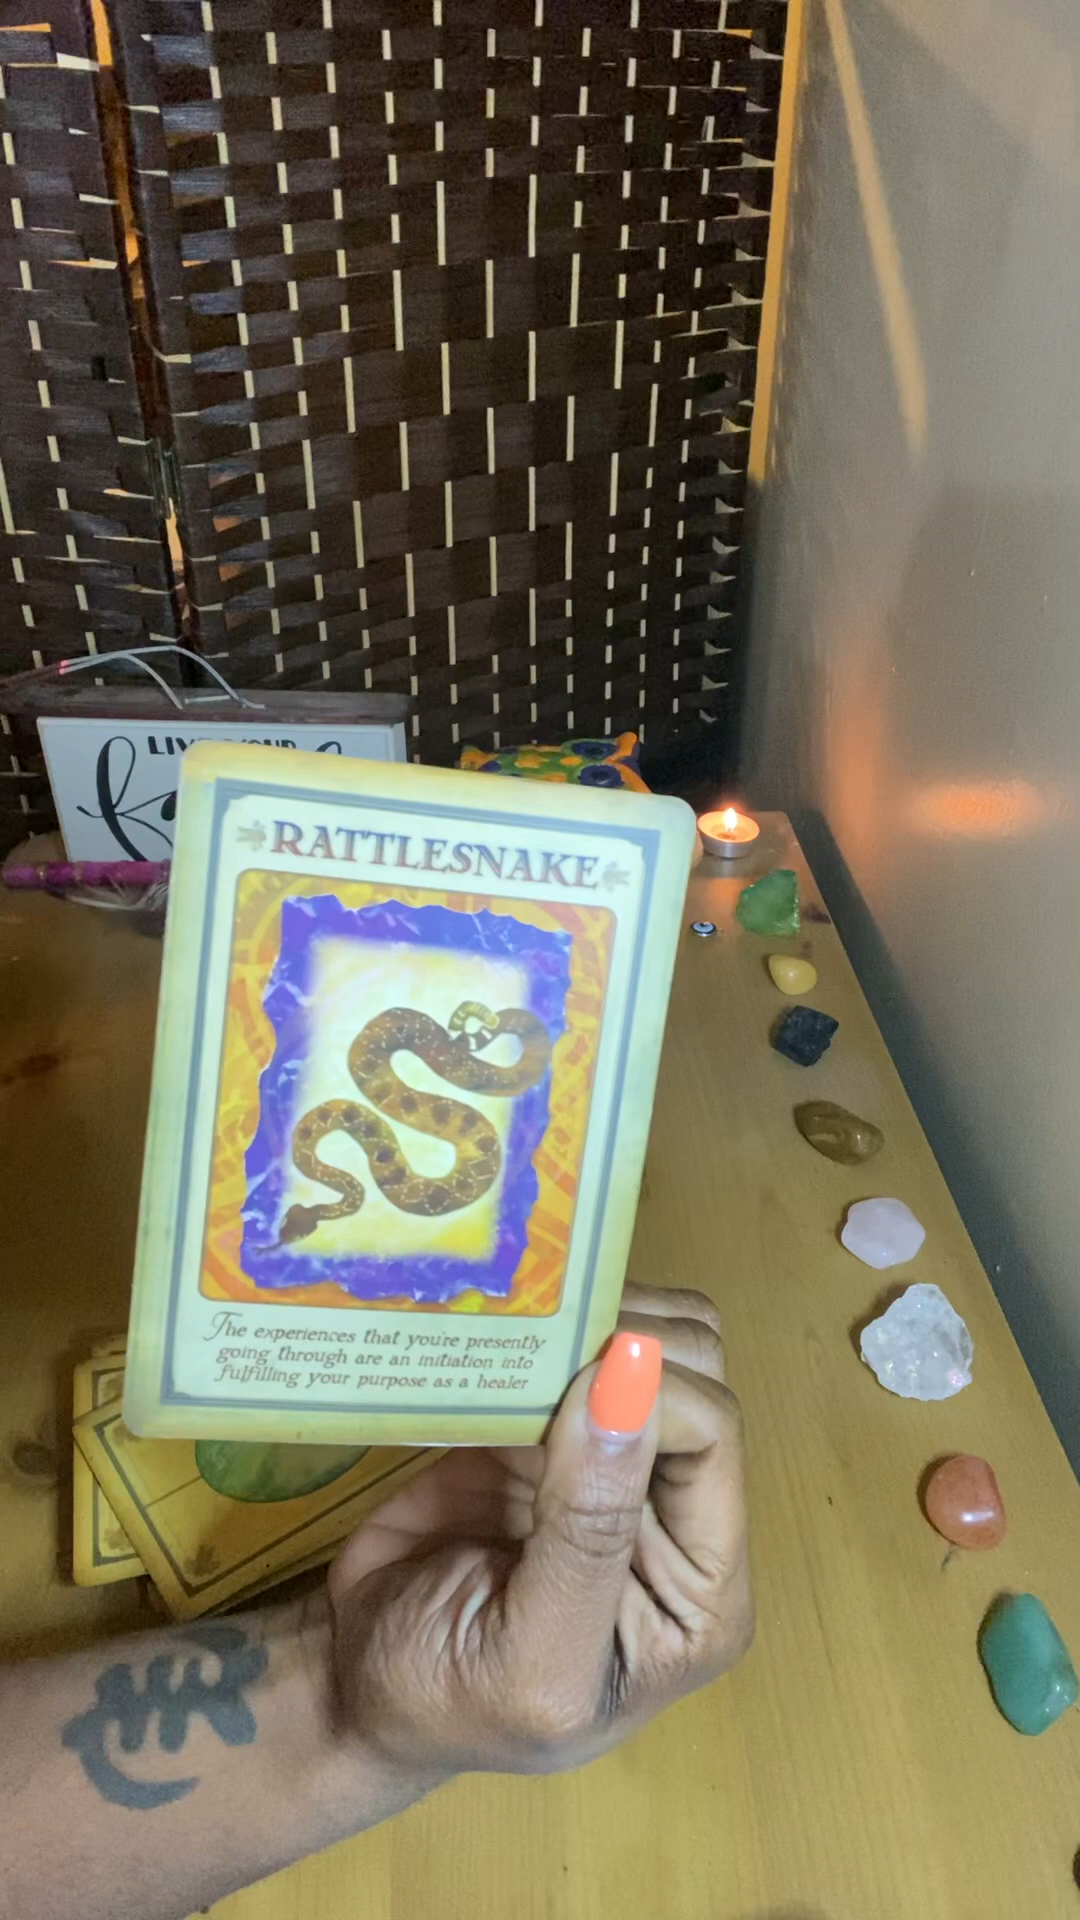 LIVE YOUR
RATTLESNAKE
The experiences that you're presently
going through are an initiation into
fulfilling your purpose as a healer